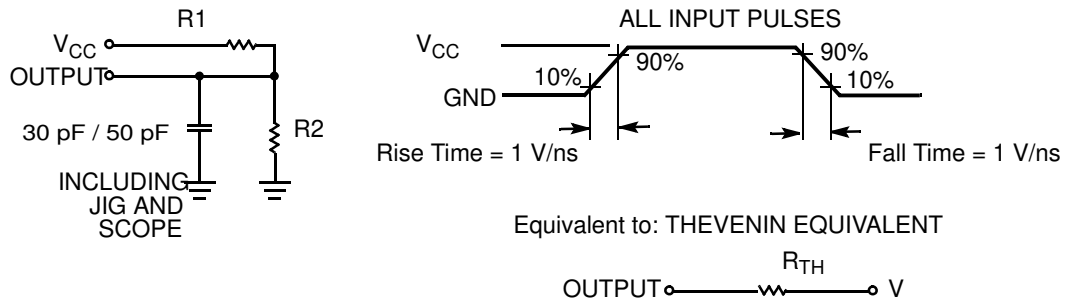 R1
VCC
OUTPUT
30 pF / 50 pF
R2
INCLUDING
JIG AND
SCOPE
ALL INPUT PULSES
VCC
GND
10%
90%
90%
10%
Rise Time = 1 V/ns
Fall Time = 1 V/ns
Equivalent to: THEVENIN EQUIVALENT
RTH
OUTPUT
V